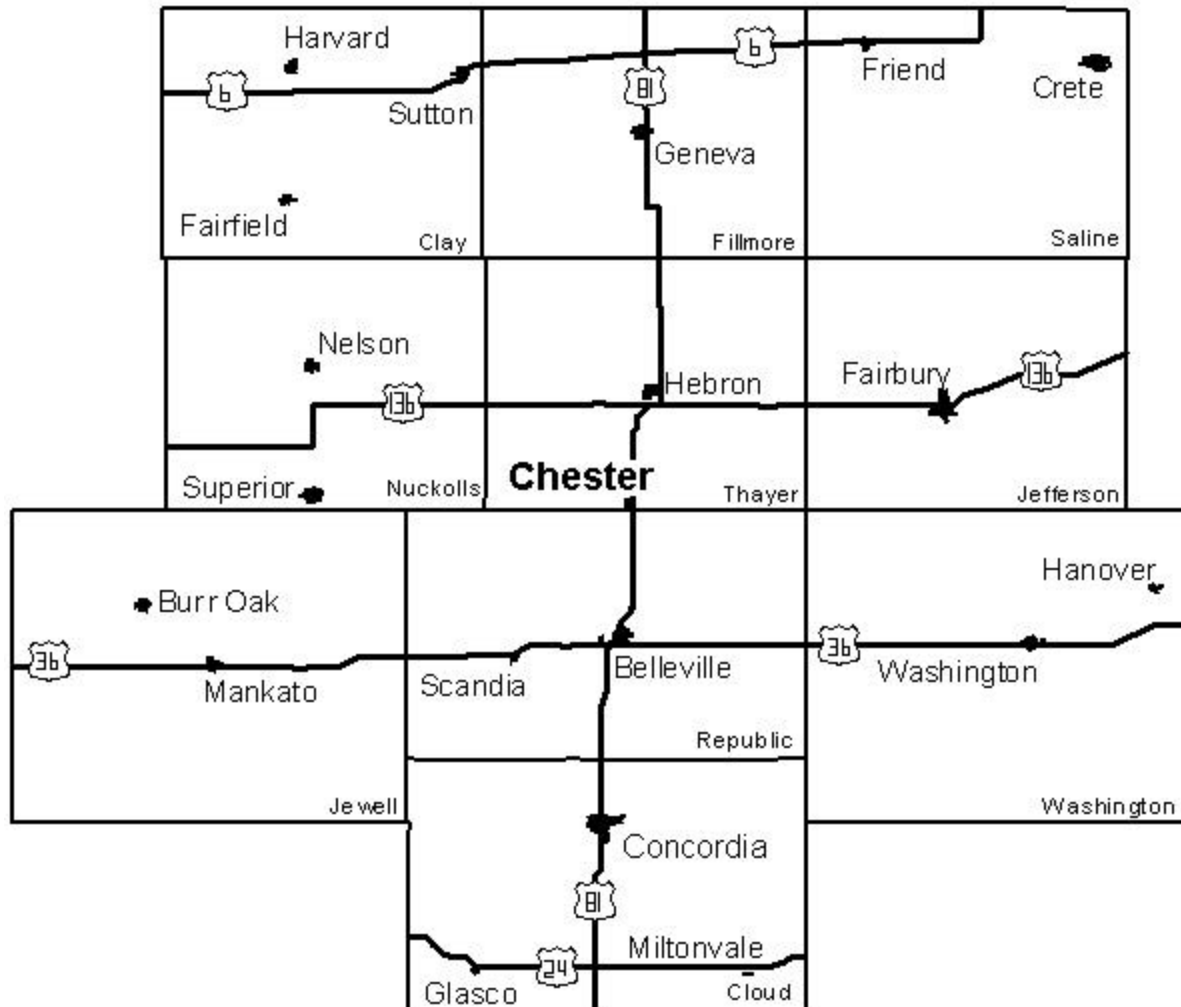 Harvard
6
6
Friend
Crete
81
Sutton
Geneva
Fairfield
Clay
Fillmore
Saline
Nelson
136
Hebron
Fairbury
136
Superior
Nuckolls
Chester
Thayer
Jefferson
Burr Oak
Hanover
36
Mankato
Scandia
Belleville
36
Washington
Republic
Jewell
Washington
Concordia
81
Miltonvale
24
Glasco
Cloud